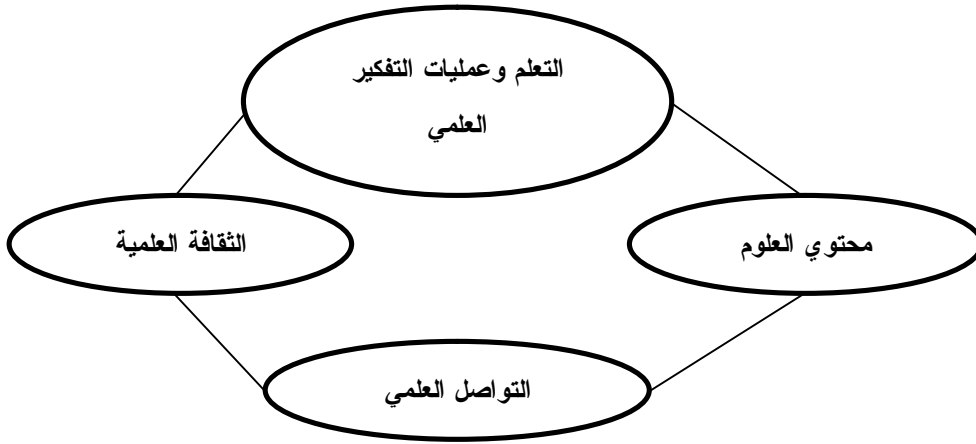 التعلم وعمليات التفكير
العلمي
محتوي العلوم
الثقافة العلمية
التواصل العلمي